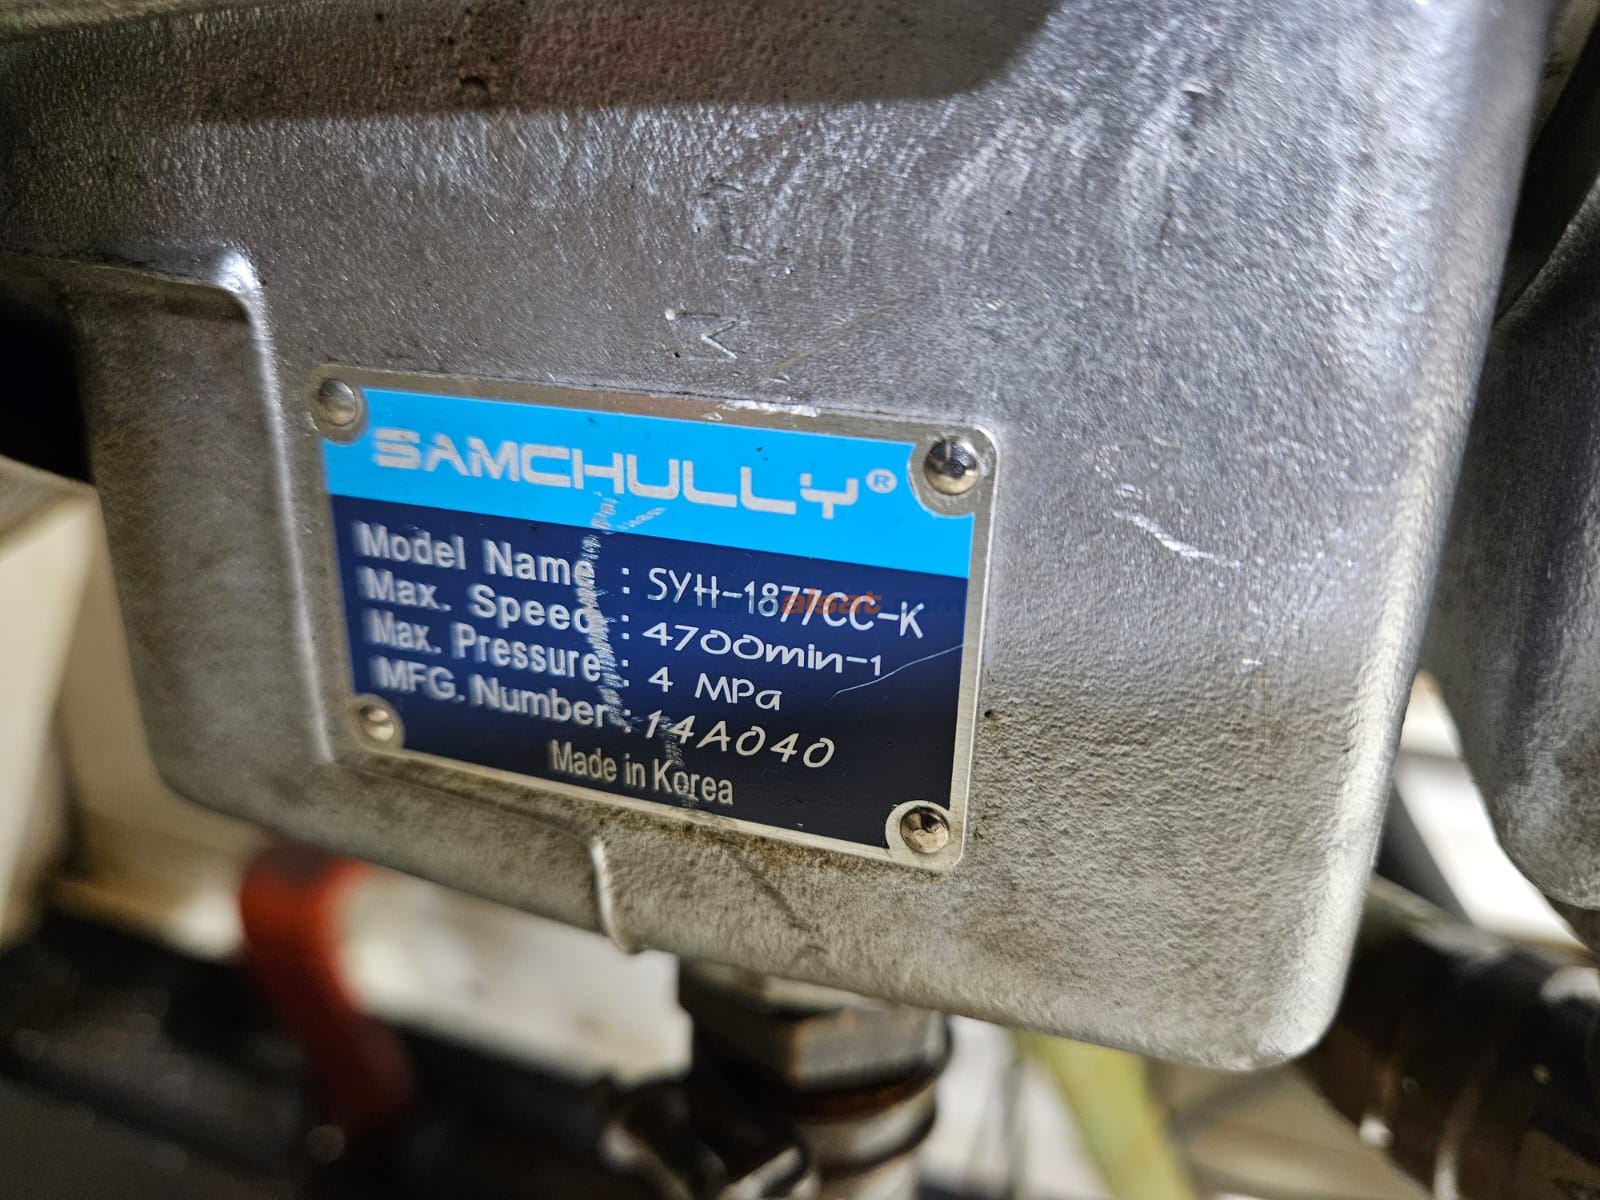 SAMCHULLY®
Model Name : SYH-1877CC-K
Max. Speed : 4700min-1
Max. Pressure : 4 MPa
MFG. Number : 14A040
Made in Korea